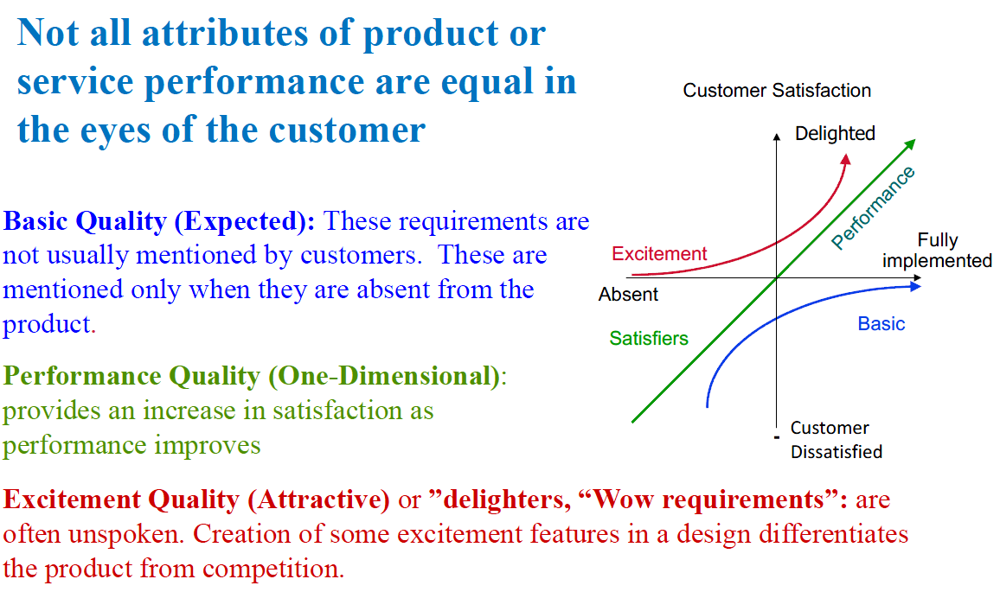 Not all attributes of product or
service performance are equal in
the eyes of the customer
Basic Quality (Expected): These requirements are
not usually mentioned by customers.  These are
mentioned only when they are absent from the
product.
Performance Quality (One-Dimensional):
provides an increase in satisfaction as
performance improves
Excitement Quality (Attractive) or ”delighters, “Wow requirements”: are
often unspoken. Creation of some excitement features in a design differentiates
the product from competition.
Customer Satisfaction
Delighted
Performance
Excitement
Fully
implemented
Absent
Satisfiers
Basic
- Customer
Dissatisfied